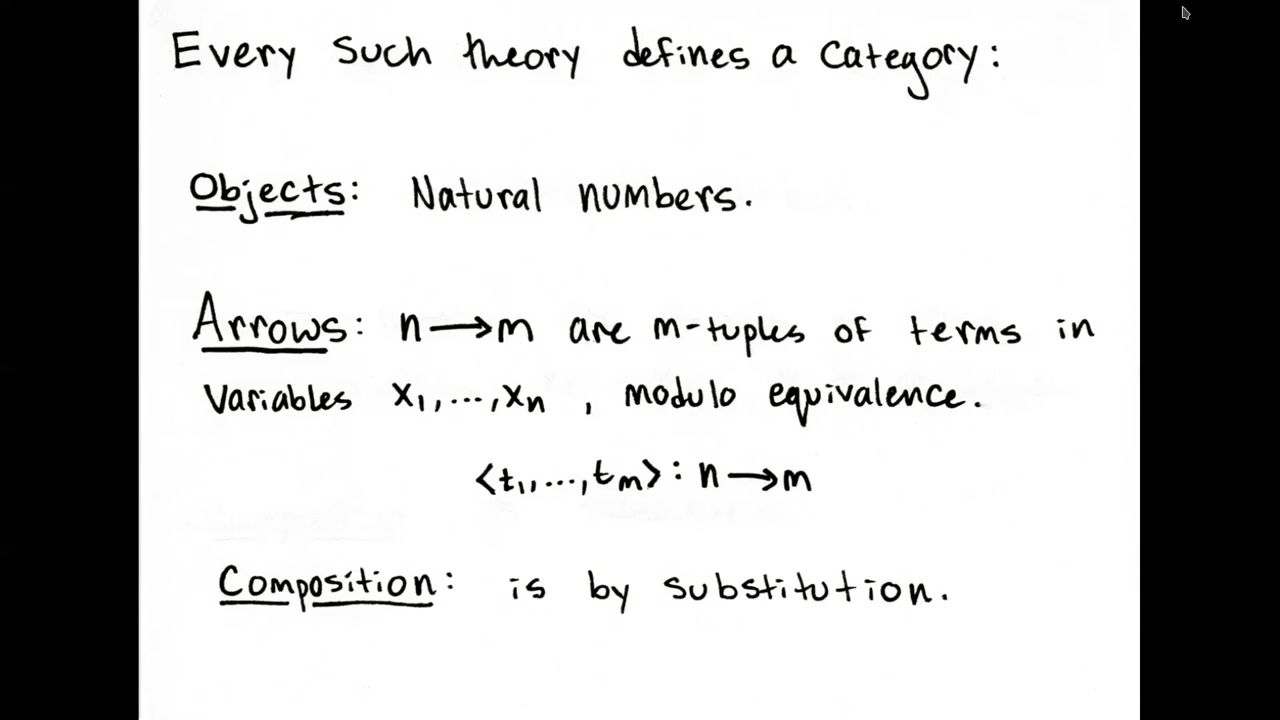 Every such theory defines a category:
Objects: Natural numbers.
Arrows: n⟶m are m-tuples of terms in
variables x₁,...,xₙ , modulo equivalence.
⟨t₁,...,tₘ⟩ : n⟶m
Composition: is by substitution.